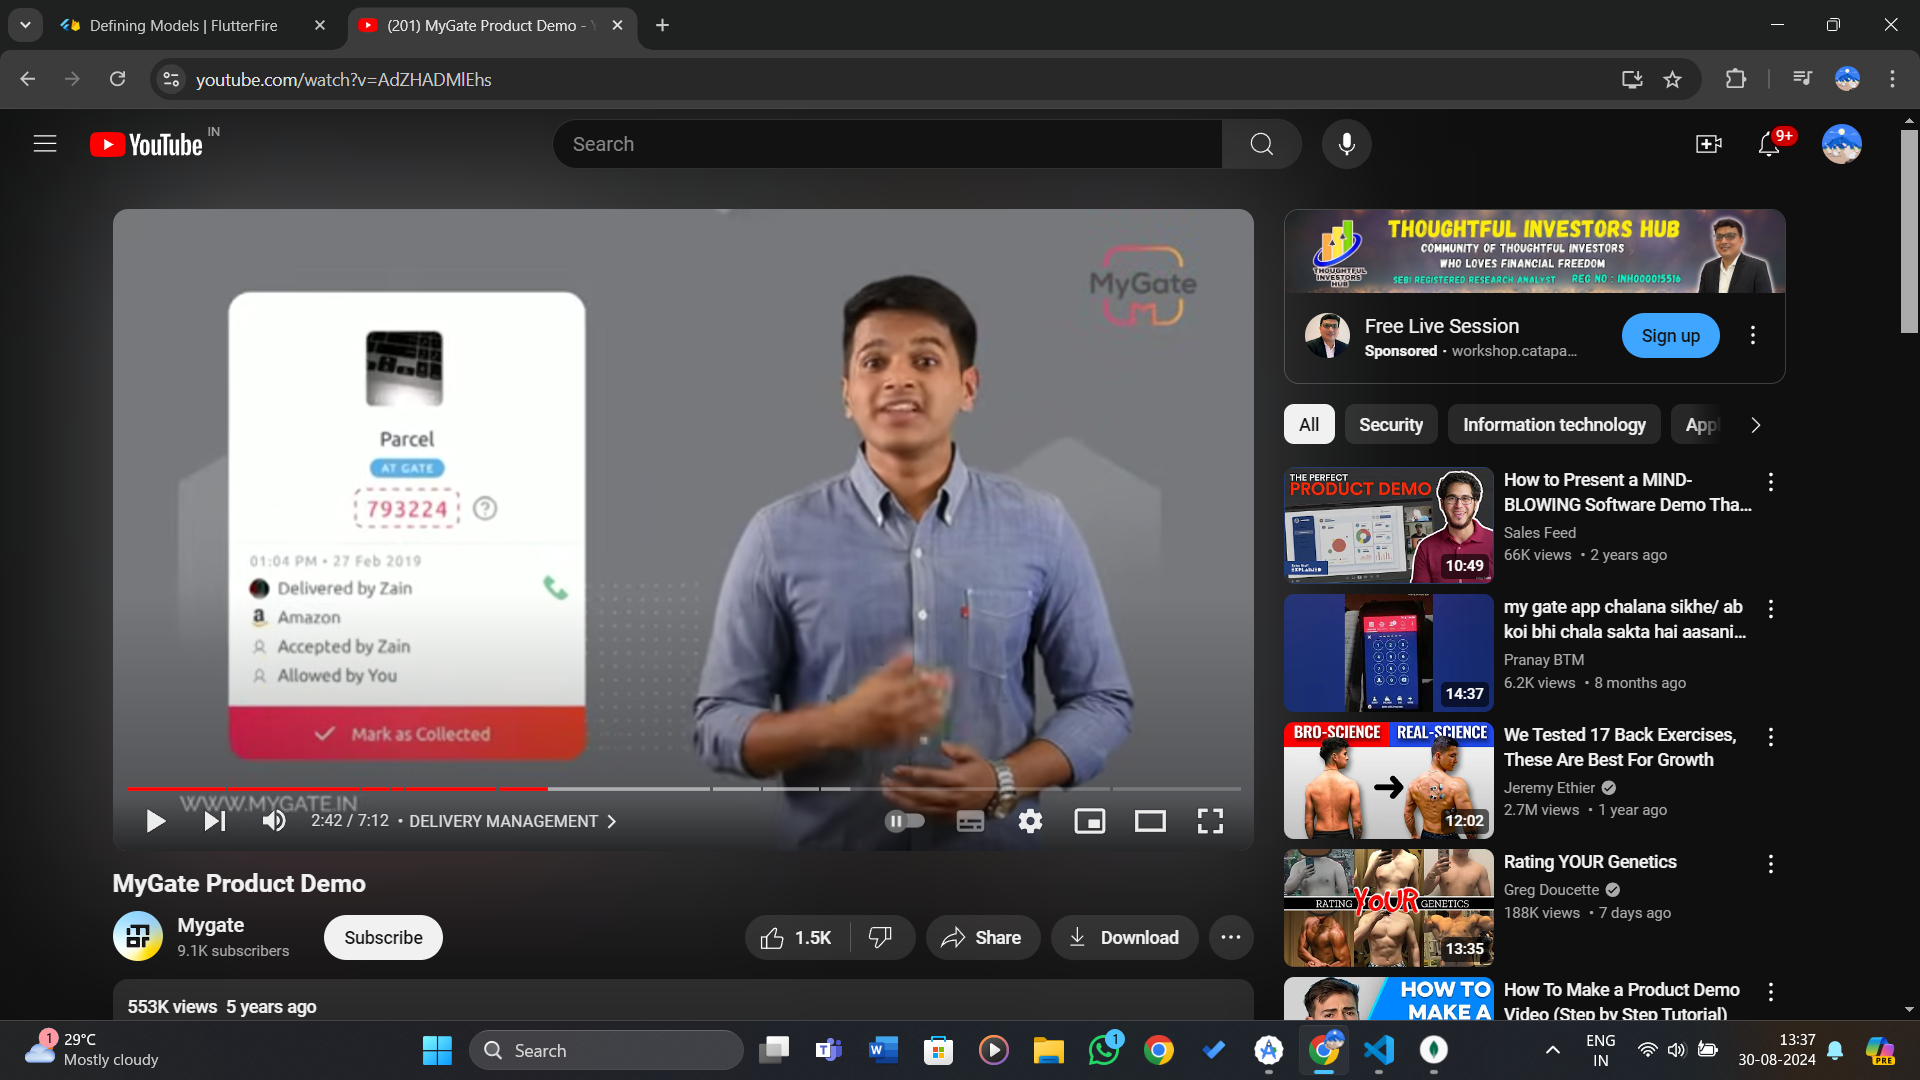 Defining Models | FlutterFire
(201) MyGate Product Demo -
youtube.com/watch?v=AdZHADMlEhs
YouTube IN
Search
9+
MyGate
Parcel
AT GATE
793224
01:04 PM • 27 Feb 2019
Delivered by Zain
Amazon
Accepted by Zain
Allowed by You
Mark as Collected
WWW.MYGATE.IN
2:42 / 7:12 • DELIVERY MANAGEMENT
MyGate Product Demo
Mygate
9.1K subscribers
Subscribe
1.5K
Share
Download
553K views 5 years ago
THOUGHTFUL INVESTORS HUB
COMMUNITY OF THOUGHTFUL INVESTORS
WHO LOVES FINANCIAL FREEDOM
SEBI REGISTERED RESEARCH ANALYST REG NO : INH000015516
THOUGHTFUL
INVESTORS
HUB
Free Live Session
Sponsored • workshop.catapa...
Sign up
All
Security
Information technology
THE PERFECT
PRODUCT DEMO
EXPLAINED
10:49
How to Present a MIND-
BLOWING Software Demo Tha...
Sales Feed
66K views • 2 years ago
14:37
my gate app chalana sikhe/ ab
koi bhi chala sakta hai aasani...
Pranay BTM
6.2K views • 8 months ago
BRO-SCIENCE REAL-SCIENCE
12:02
We Tested 17 Back Exercises,
These Are Best For Growth
Jeremy Ethier
2.7M views • 1 year ago
RATING YOUR GENETICS
13:35
Rating YOUR Genetics
Greg Doucette
188K views • 7 days ago
HOW TO
MAKE A
How To Make a Product Demo
Video (Step by Step Tutorial)
1
29°C
Mostly cloudy
Search
1
ENG
IN
13:37
30-08-2024
PRE